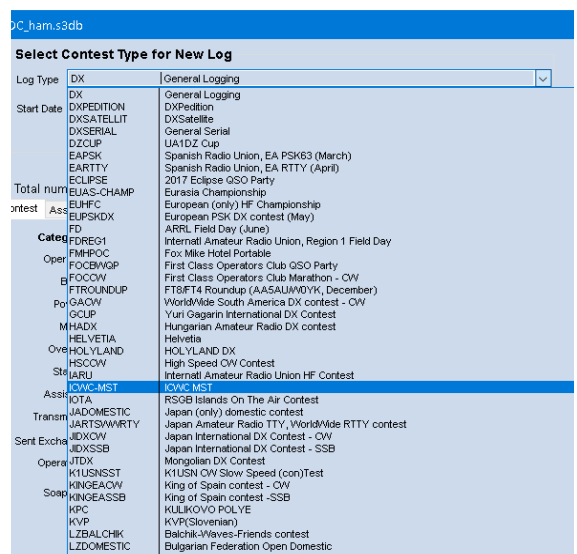 DC_ham.s3db
Select Contest Type for New Log
Log Type DX General Logging
DX General Logging
Start Date DXPEDITION DXPedition
DXSATELLIT DXSatellite
DXSERIAL General Serial
DZCUP UA1DZ Cup
EAPSK Spanish Radio Union, EA PSK63 (March)
EARTTY Spanish Radio Union, EA RTTY (April)
ECLIPSE 2017 Eclipse QSO Party
Total num EUAS-CHAMP Eurasia Championship
EUHFC European (only) HF Championship
ontest Ass EUPSKDX European PSK DX contest (May)
FD ARRL Field Day (June)
Categ FDREG1 Internatl Amateur Radio Union, Region 1 Field Day
FMHPOC Fox Mike Hotel Portable
Oper FOCBWQP First Class Operators Club QSO Party
B FOCCW First Class Operators Club Marathon - CW
FTROUNDUP FT8/FT4 Roundup (AA5AU/W0YK, December)
Po GACW WorldWide South America DX contest - CW
GCUP Yuri Gagarin International DX Contest
M HADX Hungarian Amateur Radio DX contest
HELVETIA Helvetia
Ove HOLYLAND HOLYLAND DX
HSCCW High Speed CW Contest
Sta IARU Internatl Amateur Radio Union HF Contest
ICWC-MST ICWC MST
Assis IOTA RSGB Islands On The Air Contest
Transm JADOMESTIC Japan (only) domestic contest
JARTSWWRTY Japan Amateur Radio TTY, WorldWide RTTY contest
Sent Excha JIDXCW Japan International DX Contest - CW
JIDXSSB Japan International DX Contest - SSB
Opera JTDX Mongolian DX Contest
K1USNSST K1USN CW Slow Speed (con)Test
KINGEACW King of Spain contest - CW
Soap KINGEASSB King of Spain contest -SSB
KPC KULIKOVO POLYE
KVP KVP(Slovenian)
LZBALCHIK Balchik-Waves-Friends contest
LZDOMESTIC Bulgarian Federation Open Domestic